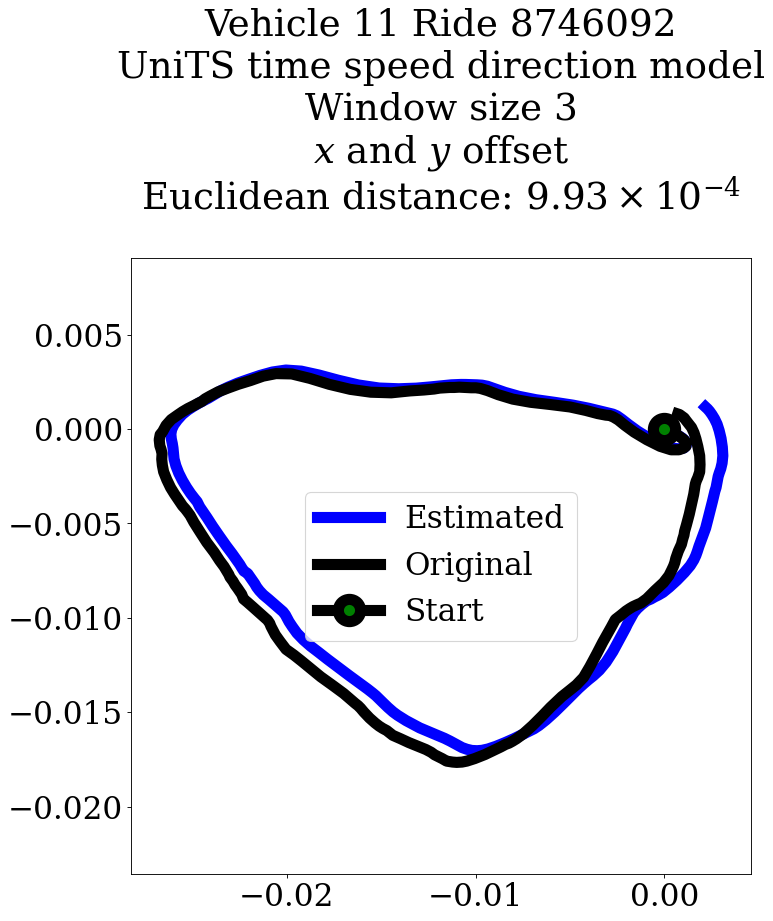 Vehicle 11 Ride 8746092
UniTS time speed direction model
Window size 3
x and y offset
Euclidean distance: 9.93 × 10⁻⁴
0.005
0.000
−0.005
−0.010
−0.015
−0.020
Estimated
Original
Start
−0.02
−0.01
0.00